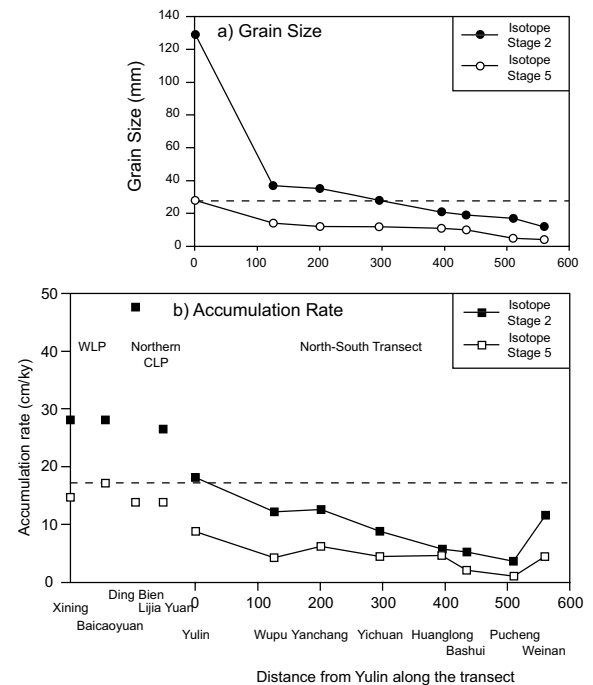 a) Grain Size
Isotope
Stage 2
Isotope
Stage 5
Grain Size (mm)
140
120
100
80
60
40
20
0
0 100 200 300 400 500 600
b) Accumulation Rate
Isotope
Stage 2
Isotope
Stage 5
WLP
Northern
CLP
North-South Transect
Accumulation rate (cm/ky)
50
40
30
20
10
0
0 100 200 300 400 500 600
Xining
Baicaoyuan
Ding Bien
Lijia Yuan
Yulin
Wupu
Yanchang
Yichuan
Huanglong
Bashui
Pucheng
Weinan
Distance from Yulin along the transect